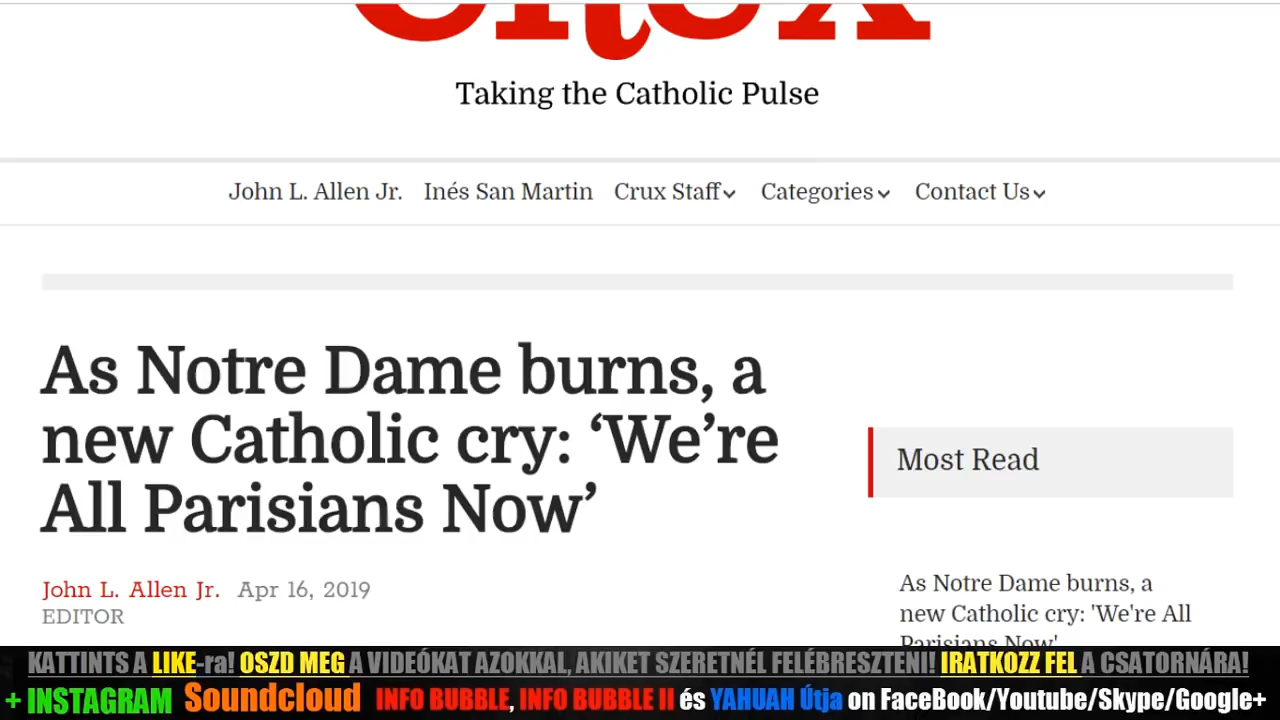 Crux
Taking the Catholic Pulse
John L. Allen Jr. Inés San Martin Crux Staff Categories Contact Us
As Notre Dame burns, a
new Catholic cry: ‘We’re
All Parisians Now’
John L. Allen Jr. Apr 16, 2019
EDITOR
Most Read
As Notre Dame burns, a
new Catholic cry: 'We're All
Parisians Now'
KATTINTS A LIKE-ra! OSZD MEG A VIDEÓKAT AZOKKAL, AKIKET SZERETNÉL FELÉBRESZTENI! IRATKOZZ FEL A CSATORNÁRA!
+ INSTAGRAM Soundcloud INFO BUBBLE, INFO BUBBLE II és YAHUAH Útja on FaceBook/Youtube/Skype/Google+